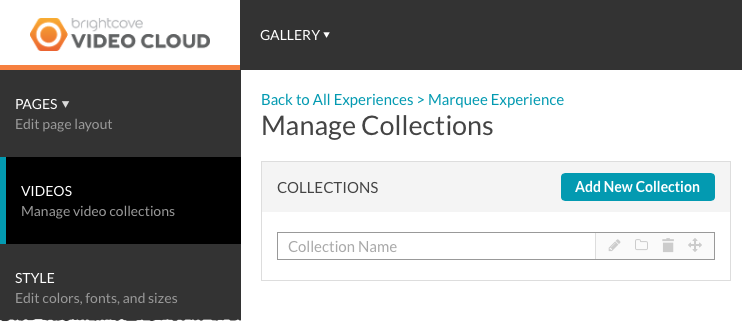 brightcove
VIDEO CLOUD
GALLERY ▾
PAGES ▾
Edit page layout
VIDEOS
Manage video collections
STYLE
Edit colors, fonts, and sizes
Back to All Experiences > Marquee Experience
Manage Collections
COLLECTIONS
Add New Collection
Collection Name